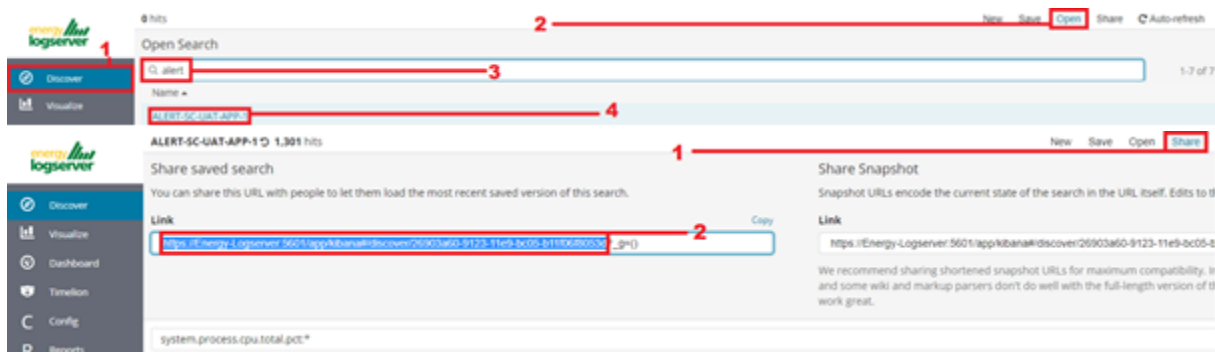 energy
logserver
0 hits
2
New Save Open Share Auto-refresh
1
Open Search
Discover
alert
3
1-7 of 7
Visualize
Name
ALERT-SC-UAT-APP-1
4
energy
logserver
ALERT-SC-UAT-APP-1 1,301 hits
1
New Save Open Share
Share saved search
Share Snapshot
You can share this URL with people to let them load the most recent saved version of this search.
Snapshot URLs encode the current state of the search in the URL itself. Edits to th
Discover
Link
Copy
Link
Visualize
https://Energy-Logserver:5601/app/kibana#/discover/26903a60-9123-11e9-bc05-b11f06f8053c?_g=()
2
https://Energy-Logserver:5601/app/kibana#/discover/26903a60-9123-11e9-bc05-b
Dashboard
We recommend sharing shortened snapshot URLs for maximum compatibility. In
Timelion
and some wiki and markup parsers don't do well with the full-length version of th
work great.
Config
system.process.cpu.total.pct:*
Reports